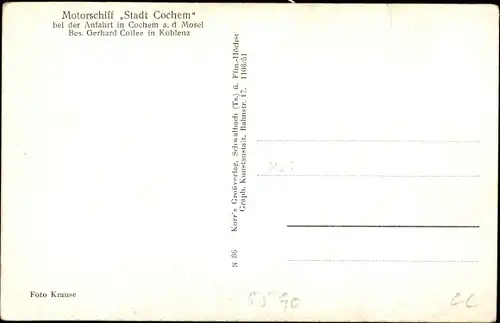 Motorschiff „Stadt Cochem“
bei der Anfahrt in Cochem a. d Mosel
Bes. Gerhard Collee in Koblenz
N 86 Korr's Großverlag, Schwalbach (Ts.) ü. Ffm.-Höchst
Graph. Kunstanstalt, Bahnstr. 17. 1108/51
Foto Krause